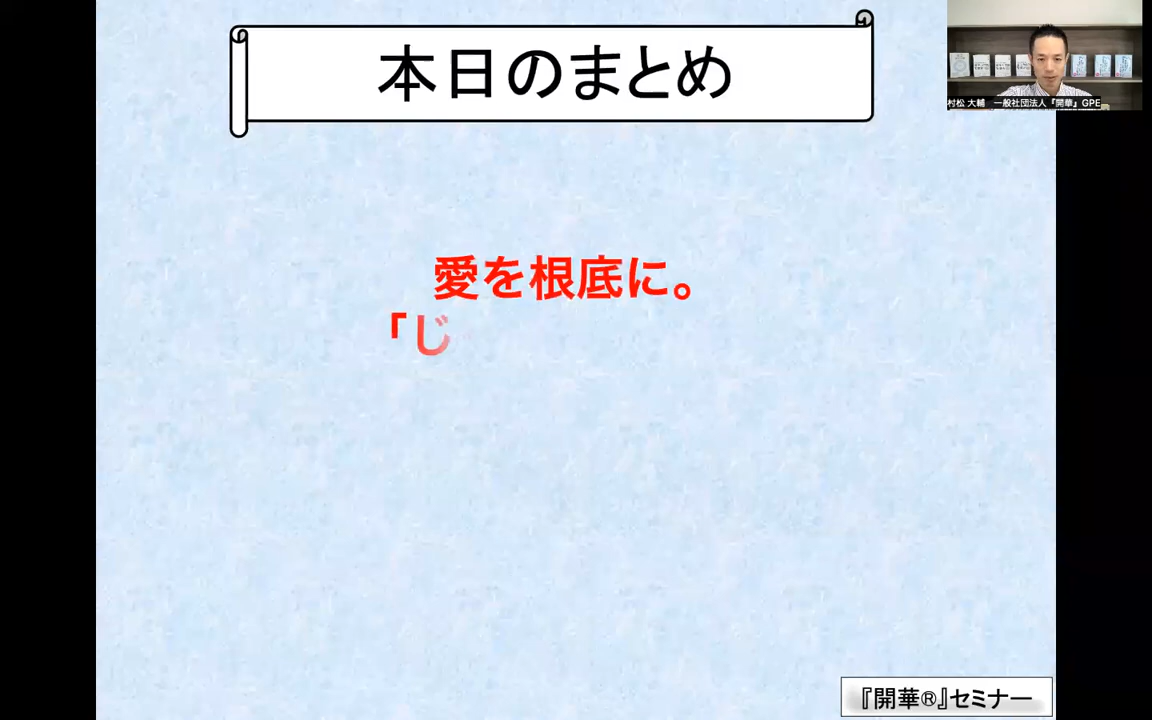 本日のまとめ
村松 大輔 一般社団法人『開華』GPE
愛を根底に。
「じ
『開華®』セミナー